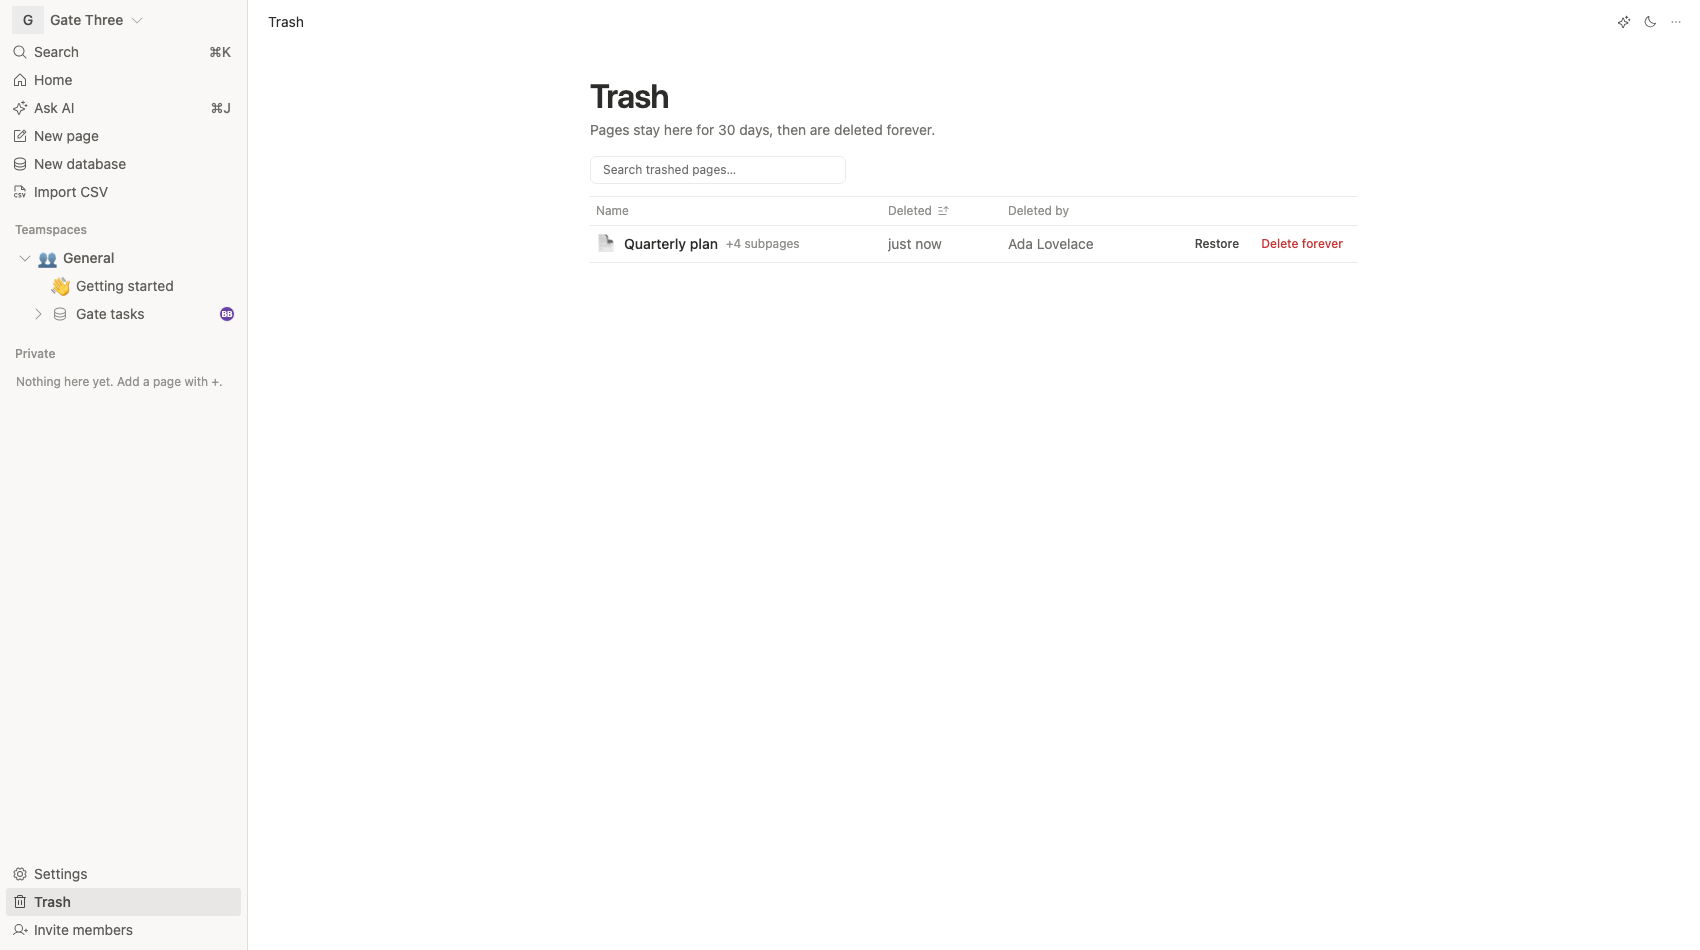 G Gate Three
Search ⌘K
Home
Ask AI ⌘J
New page
New database
Import CSV
Teamspaces
General
Getting started
Gate tasks BB
Private
Nothing here yet. Add a page with +.
Settings
Trash
Invite members
Trash
Trash
Pages stay here for 30 days, then are deleted forever.
Search trashed pages...
Name Deleted Deleted by
Quarterly plan +4 subpages just now Ada Lovelace Restore Delete forever